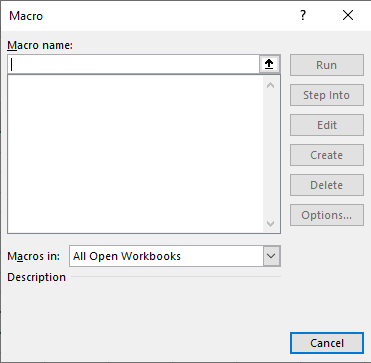 Macro
Macro name:
Run
Step Into
Edit
Create
Delete
Options...
Macros in:
All Open Workbooks
Description
Cancel